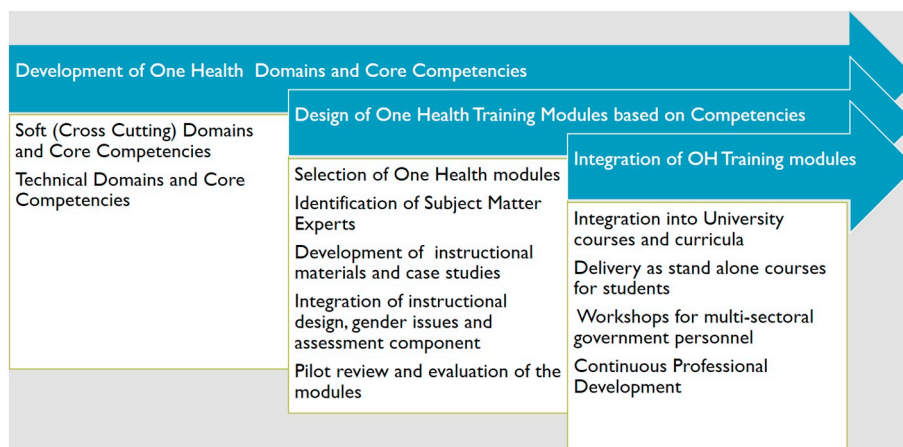 Development of One Health Domains and Core Competencies
Soft (Cross Cutting) Domains
and Core Competencies
Technical Domains and Core
Competencies
Design of One Health Training Modules based on Competencies
Selection of One Health modules
Identification of Subject Matter
Experts
Development of instructional
materials and case studies
Integration of instructional
design, gender issues and
assessment component
Pilot review and evaluation of the
modules
Integration of OH Training modules
Integration into University
courses and curricula
Delivery as stand alone courses
for students
Workshops for multi-sectoral
government personnel
Continuous Professional
Development